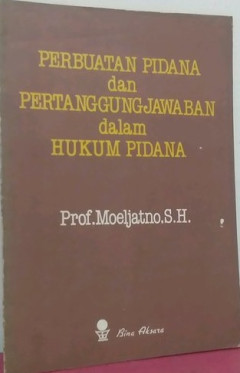 PERBUATAN PIDANA
dan
PERTANGGUNGJAWABAN
dalam
HUKUM PIDANA
Prof.Moeljatno.S.H.
Bina Aksara